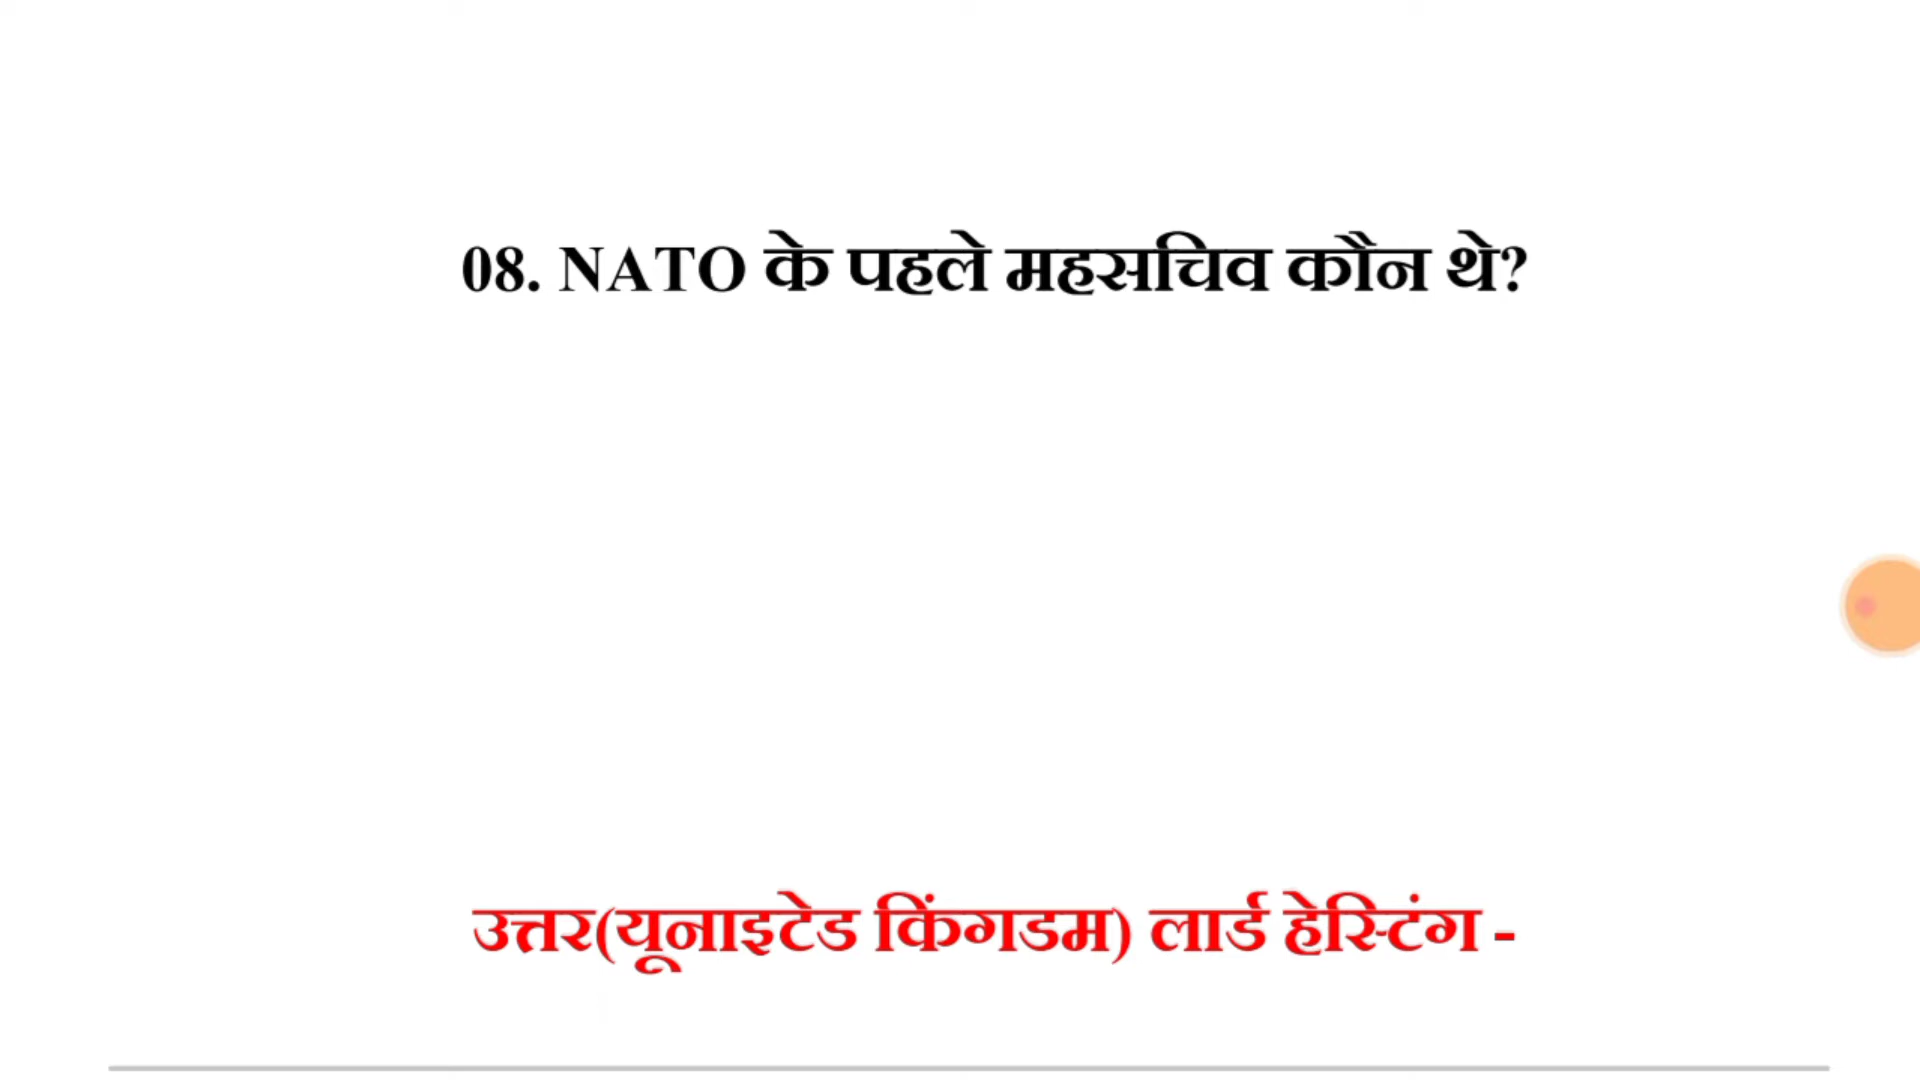 08. NATO के पहले महसचिव कौन थे?
उत्तर(यूनाइटेड किंगडम) लार्ड हेस्टिंग -